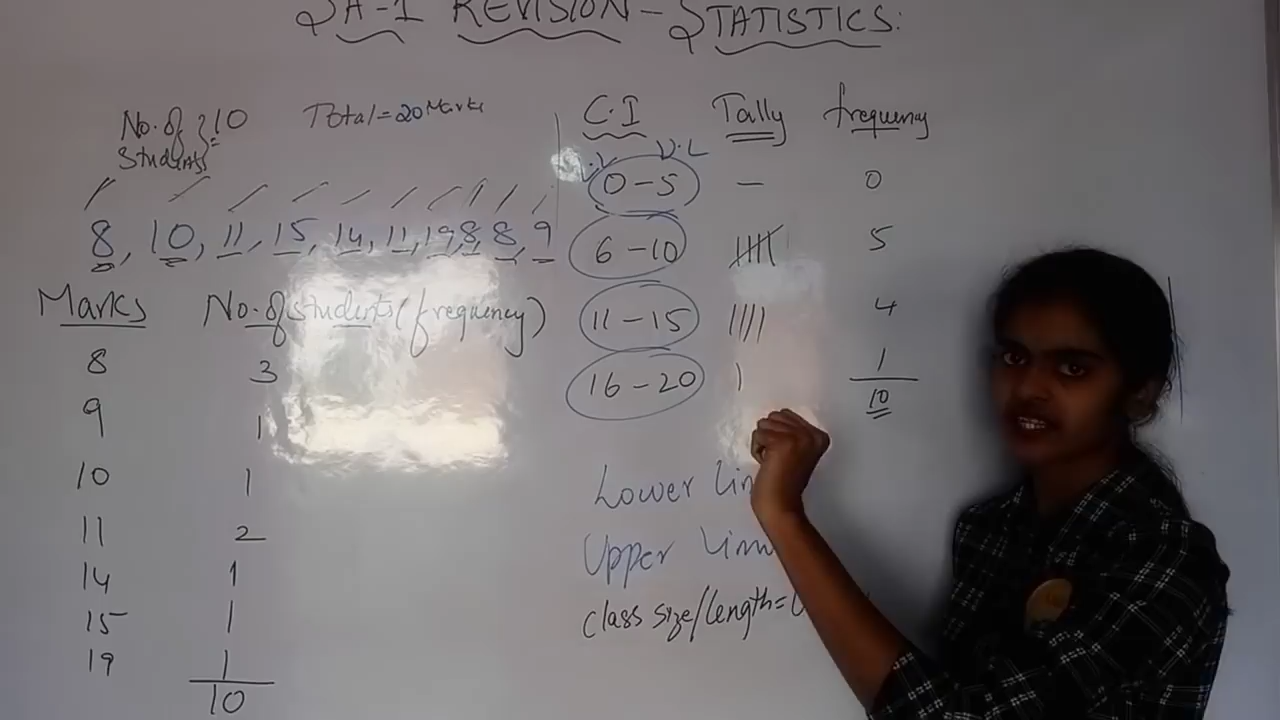 SA-1 REVISION - STATISTICS:
No. of } 10
Students
Total = 20 Marks
8, 10, 11, 15, 14, 11, 19, 8, 8, 9
Marks No. of students (frequency)
8 3
9 1
10 1
11 2
14 1
15 1
19 1
10
C.I Tally frequency
U.L
0-5 — 0
6-10 5
11-15 |||| 4
16-20 | 1
10
Lower
Upper
class size/length =